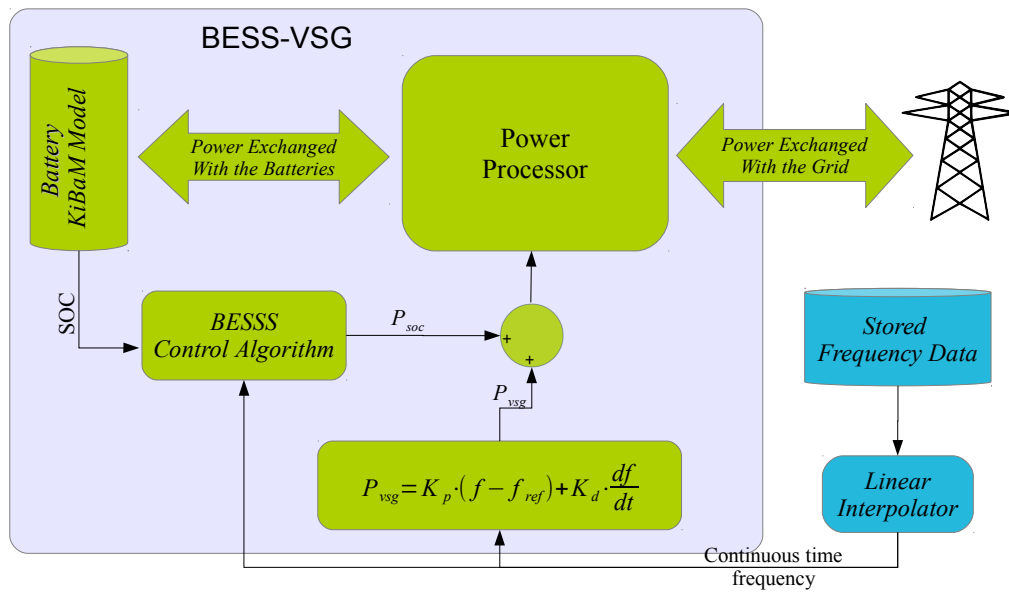 BESS-VSG
Battery
KiBaM Model
Power Exchanged
With the Batteries
Power
Processor
Power Exchanged
With the Grid
SOC
BESSS
Control Algorithm
P_soc
+
+
P_vsg
P_vsg = K_p·(f − f_ref) + K_d·df/dt
Stored
Frequency Data
Linear
Interpolator
Continuous time
frequency